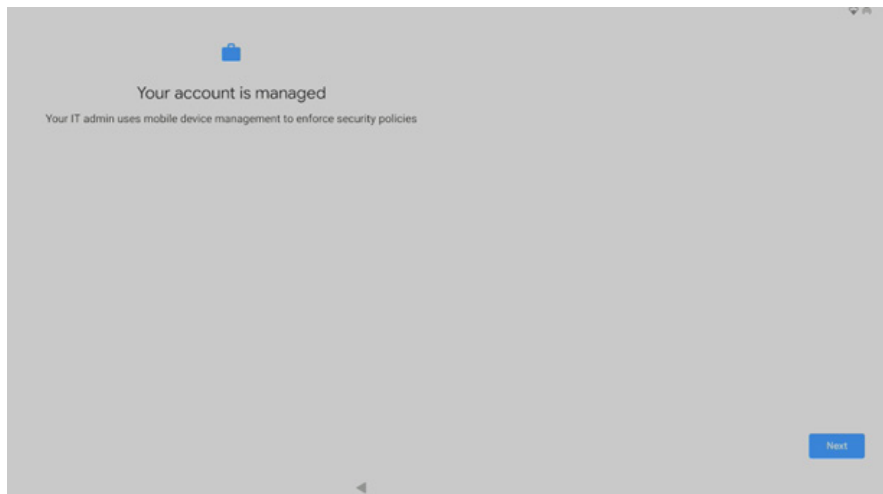 Your account is managed
Your IT admin uses mobile device management to enforce security policies
Next